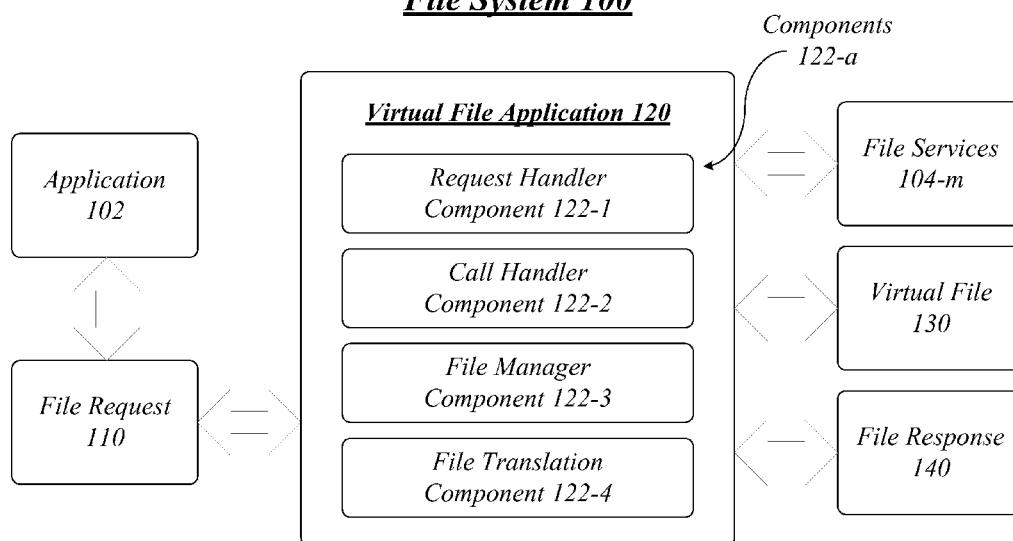 File System 100
Components
122-a
Virtual File Application 120
Application
102
File Request
110
Request Handler
Component 122-1
Call Handler
Component 122-2
File Manager
Component 122-3
File Translation
Component 122-4
File Services
104-m
Virtual File
130
File Response
140